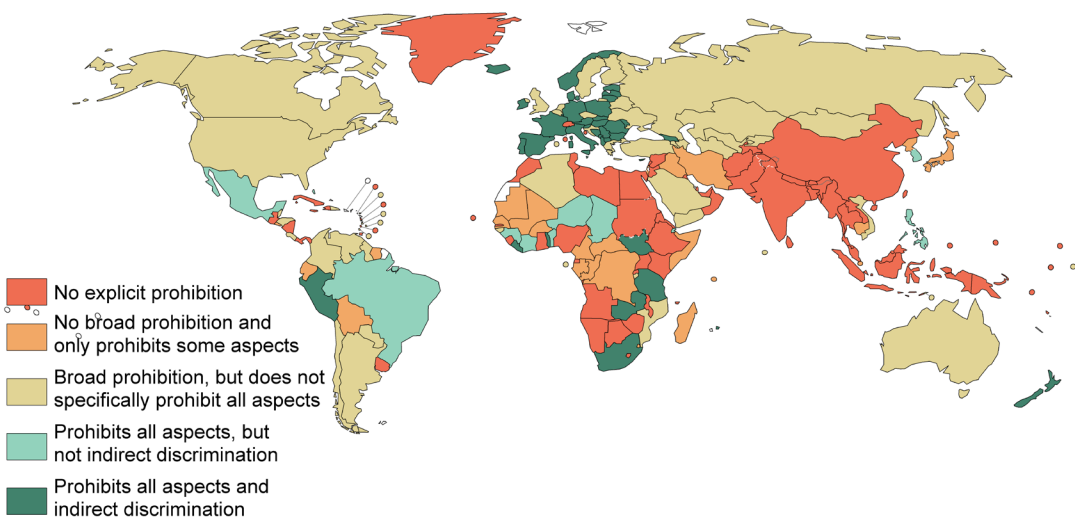 No explicit prohibition
No broad prohibition and
only prohibits some aspects
Broad prohibition, but does not
specifically prohibit all aspects
Prohibits all aspects, but
not indirect discrimination
Prohibits all aspects and
indirect discrimination